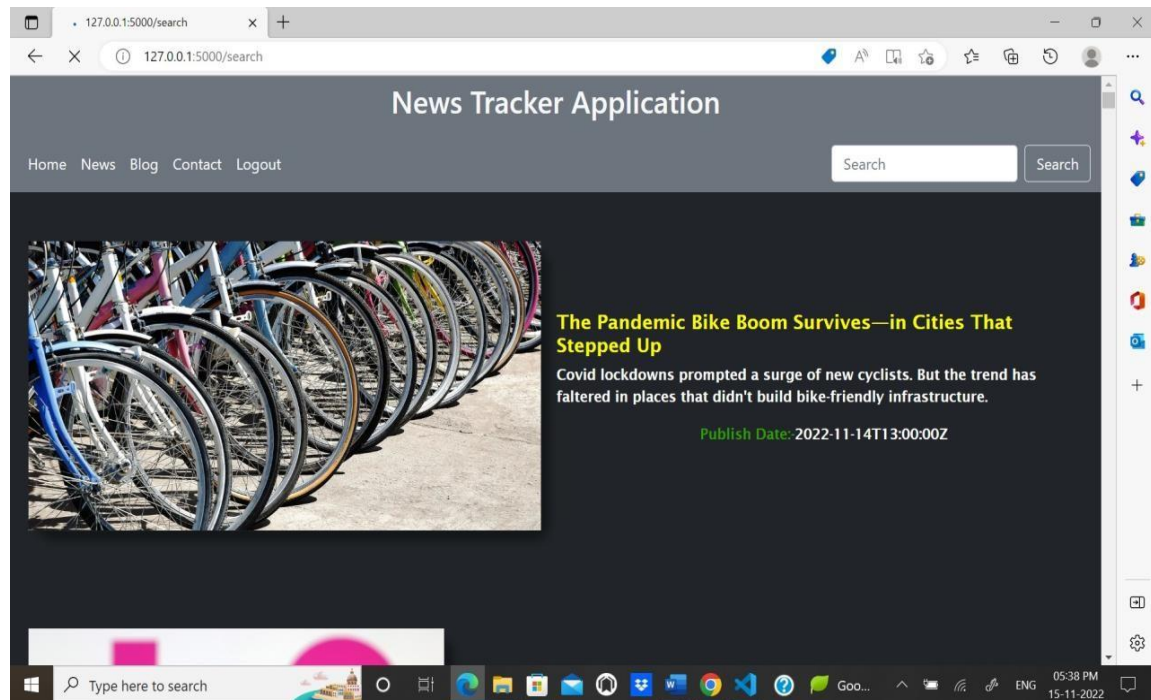 127.0.0.1:5000/search
127.0.0.1:5000/search
News Tracker Application
Home News Blog Contact Logout
Search Search
The Pandemic Bike Boom Survives—in Cities That
Stepped Up
Covid lockdowns prompted a surge of new cyclists. But the trend has
faltered in places that didn't build bike-friendly infrastructure.
Publish Date:-2022-11-14T13:00:00Z
Type here to search
Goo...
ENG
05:38 PM
15-11-2022